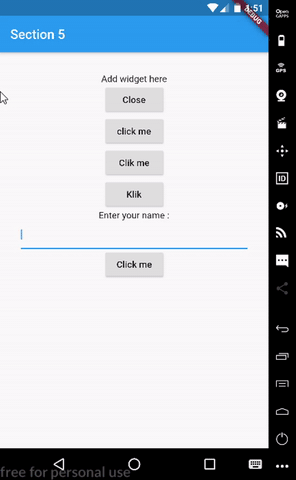 4:51
DEBUG
Open
GAPPS
Section 5
GPS
Add widget here
Close
click me
Clik me
ID
Klik
Enter your name :
Click me
free for personal use